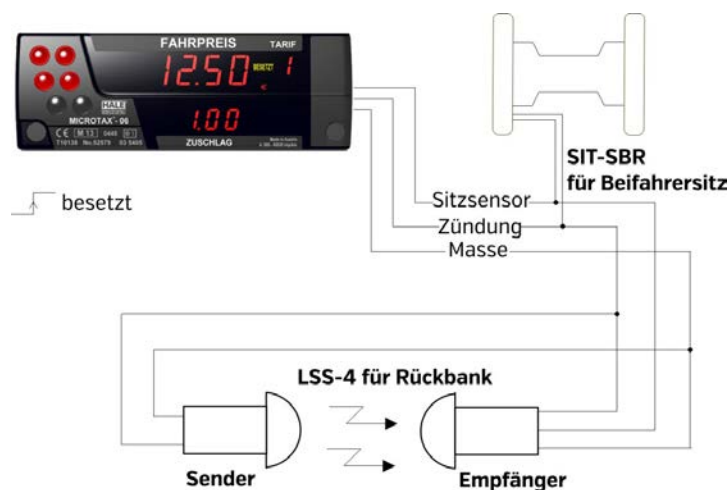 FAHRPREIS TARIF
12.50 BESETZT 1
€
HALE
MICROTAX - 06
1.00
ZUSCHLAG
SIT-SBR
für Beifahrersitz
besetzt
Sitzsensor
Zündung
Masse
LSS-4 für Rückbank
Sender
Empfänger